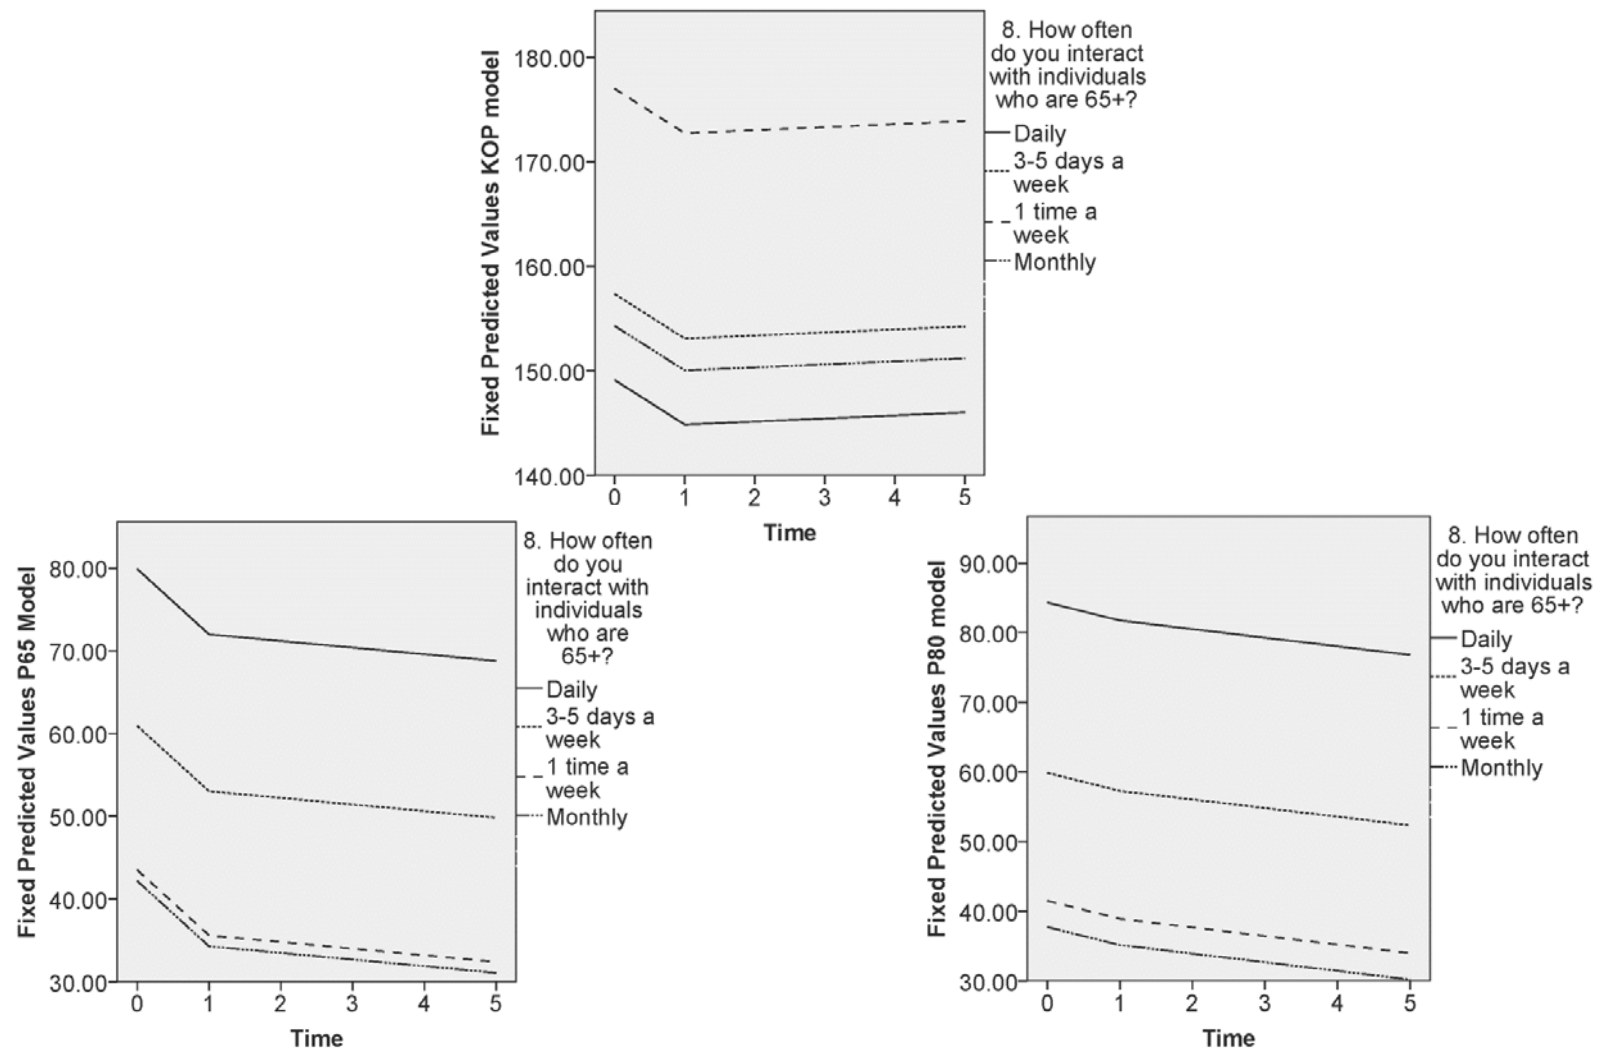 Fixed Predicted Values KOP model
180.00
170.00
160.00
150.00
140.00
0 1 2 3 4 5
Time
8. How often
do you interact
with individuals
who are 65+?
Daily
3-5 days a
week
1 time a
week
Monthly
Fixed Predicted Values P65 Model
80.00
70.00
60.00
50.00
40.00
30.00
0 1 2 3 4 5
Time
8. How often
do you
interact with
individuals
who are
65+?
Daily
3-5 days a
week
1 time a
week
Monthly
Fixed Predicted Values P80 model
90.00
80.00
70.00
60.00
50.00
40.00
30.00
0 1 2 3 4 5
Time
8. How often
do you interact
with individuals
who are 65+?
Daily
3-5 days a
week
1 time a
week
Monthly